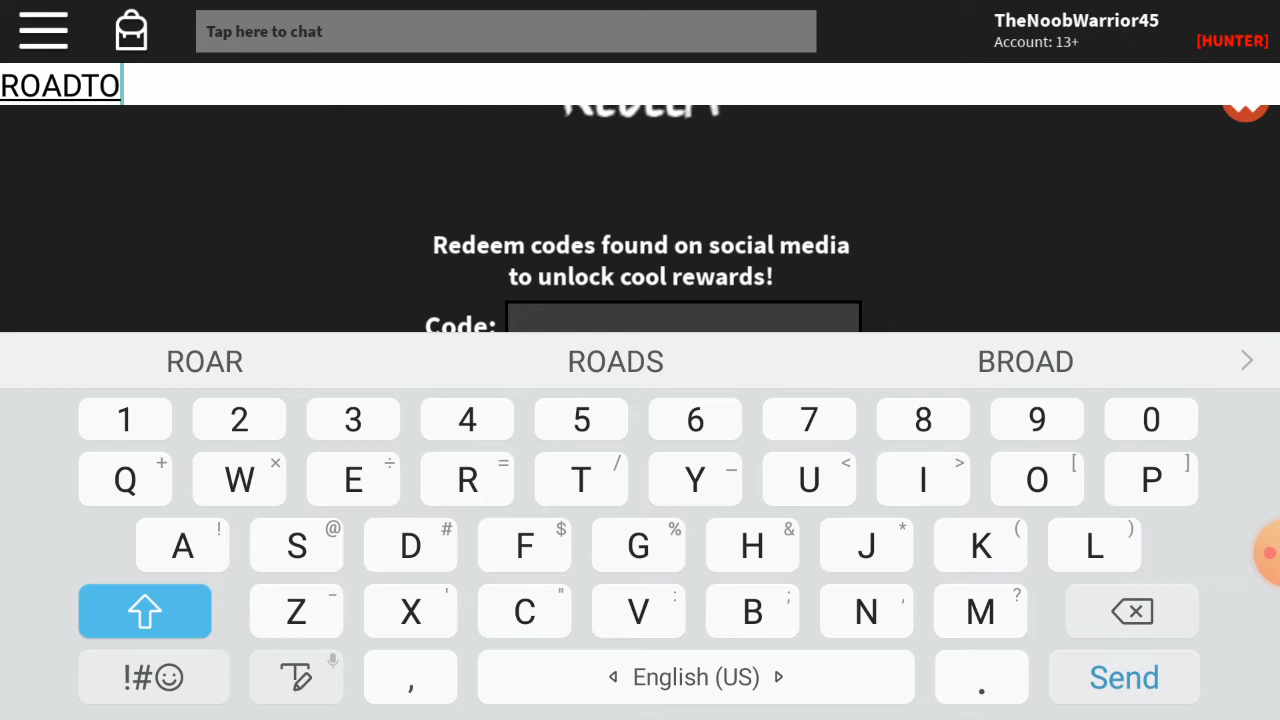 Tap here to chat
TheNoobWarrior45
Account: 13+
[HUNTER]
ROADTO
REDEEM
Redeem codes found on social media
to unlock cool rewards!
Code:
ROAR ROADS BROAD
1 2 3 4 5 6 7 8 9 0
Q + W × E ÷ R = T / Y _ U < I > O [ P ]
A ! S @ D # F $ G % H & J * K ( L )
Z - X ' C " V : B ; N , M ?
!#☺ , English (US) . Send